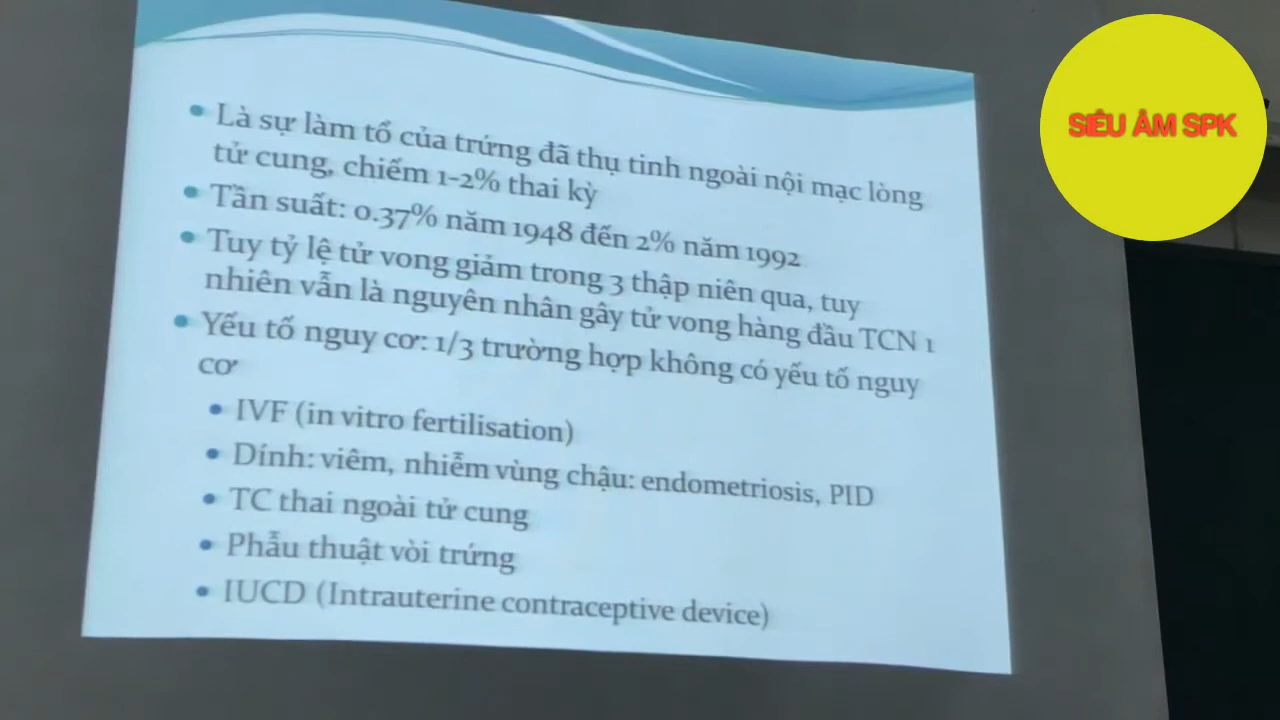 Là sự làm tổ của trứng đã thụ tinh ngoài nội mạc lòng
tử cung, chiếm 1-2% thai kỳ
Tần suất: 0.37% năm 1948 đến 2% năm 1992
Tuy tỷ lệ tử vong giảm trong 3 thập niên qua, tuy
nhiên vẫn là nguyên nhân gây tử vong hàng đầu TCN 1
Yếu tố nguy cơ: 1/3 trường hợp không có yếu tố nguy
cơ
IVF (in vitro fertilisation)
Dính: viêm, nhiễm vùng chậu: endometriosis, PID
TC thai ngoài tử cung
Phẫu thuật vòi trứng
IUCD (Intrauterine contraceptive device)
SIÊU ÂM SPK